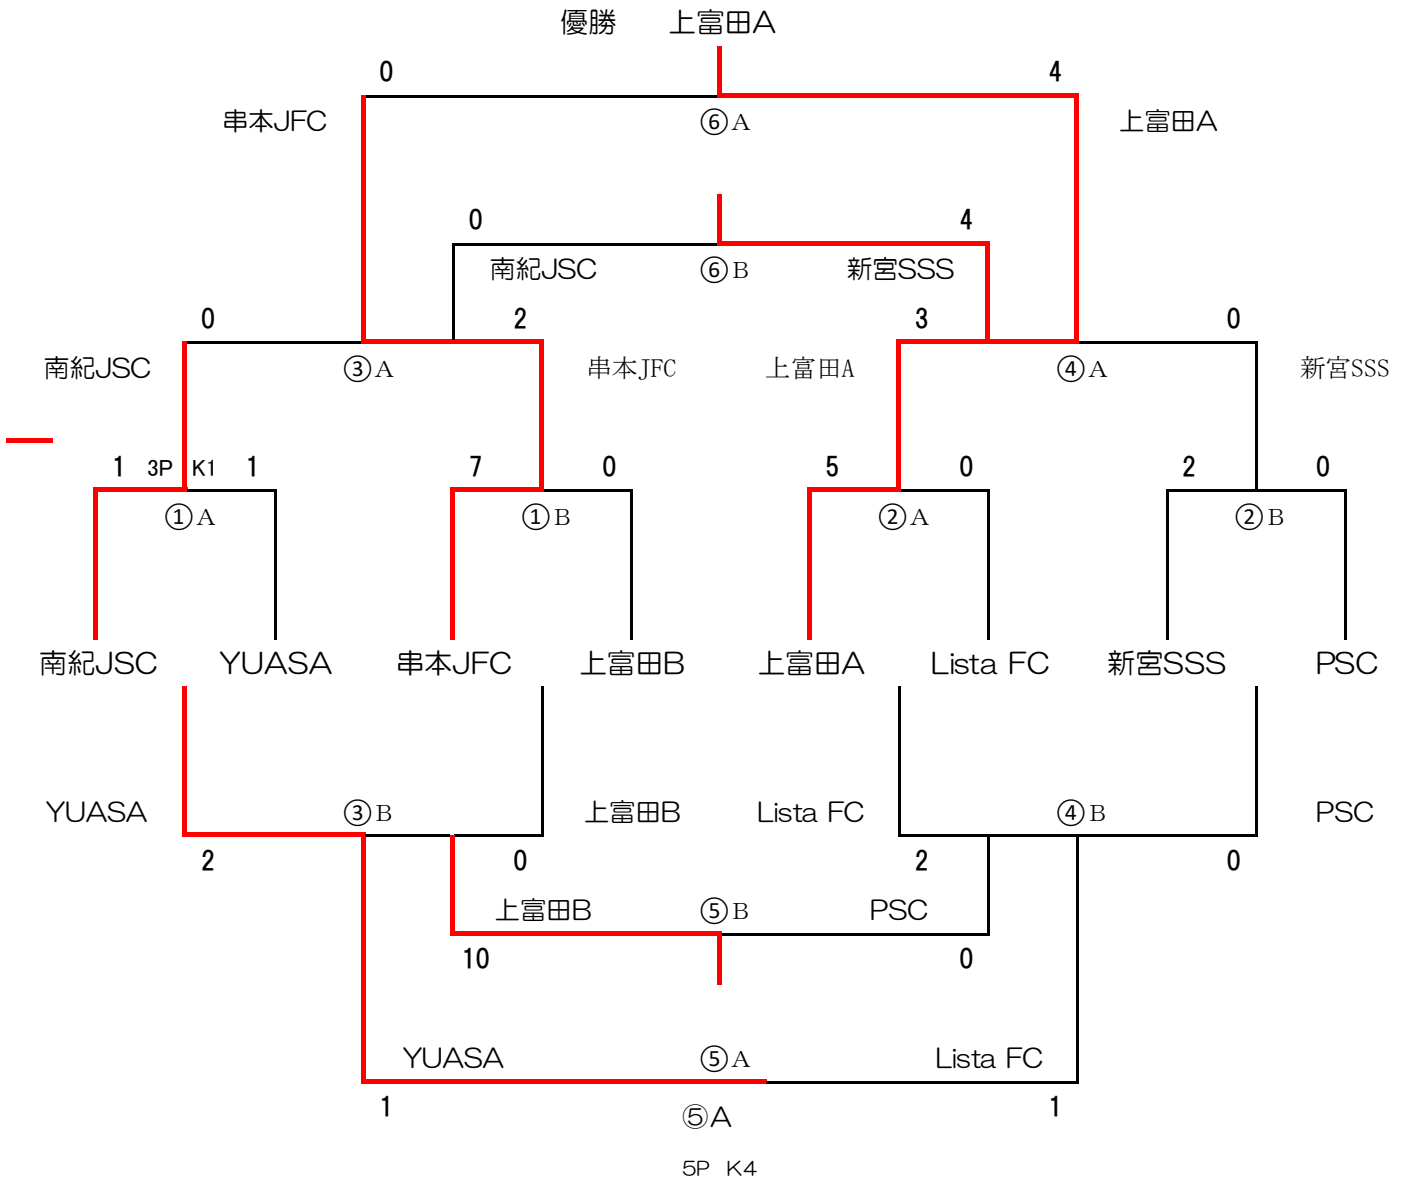 優勝 上富田A
0 4
串本JFC ⑥A 上富田A
0 4
南紀JSC ⑥B 新宮SSS
0 2 3 0
南紀JSC ③A 串本JFC 上富田A ④A 新宮SSS
1 3P K1 1 7 0 5 0 2 0
①A ①B ②A ②B
南紀JSC YUASA 串本JFC 上富田B 上富田A Lista FC 新宮SSS PSC
YUASA ③B 上富田B Lista FC ④B PSC
2 0 2 0
上富田B ⑤B PSC
10 0
YUASA ⑤A Lista FC
1 ⑤A 1
5P K4